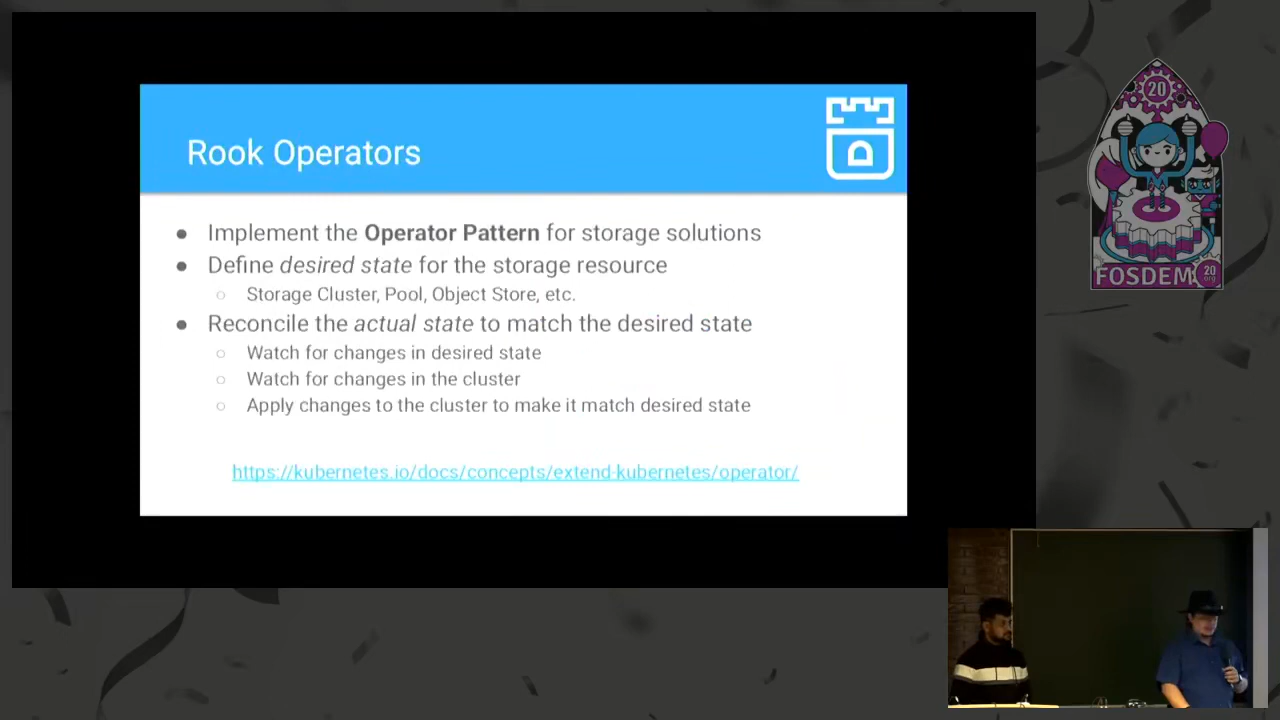 Rook Operators
● Implement the Operator Pattern for storage solutions
● Define desired state for the storage resource
○ Storage Cluster, Pool, Object Store, etc.
● Reconcile the actual state to match the desired state
○ Watch for changes in desired state
○ Watch for changes in the cluster
○ Apply changes to the cluster to make it match desired state
https://kubernetes.io/docs/concepts/extend-kubernetes/operator/
20
FOSDEM 20
org